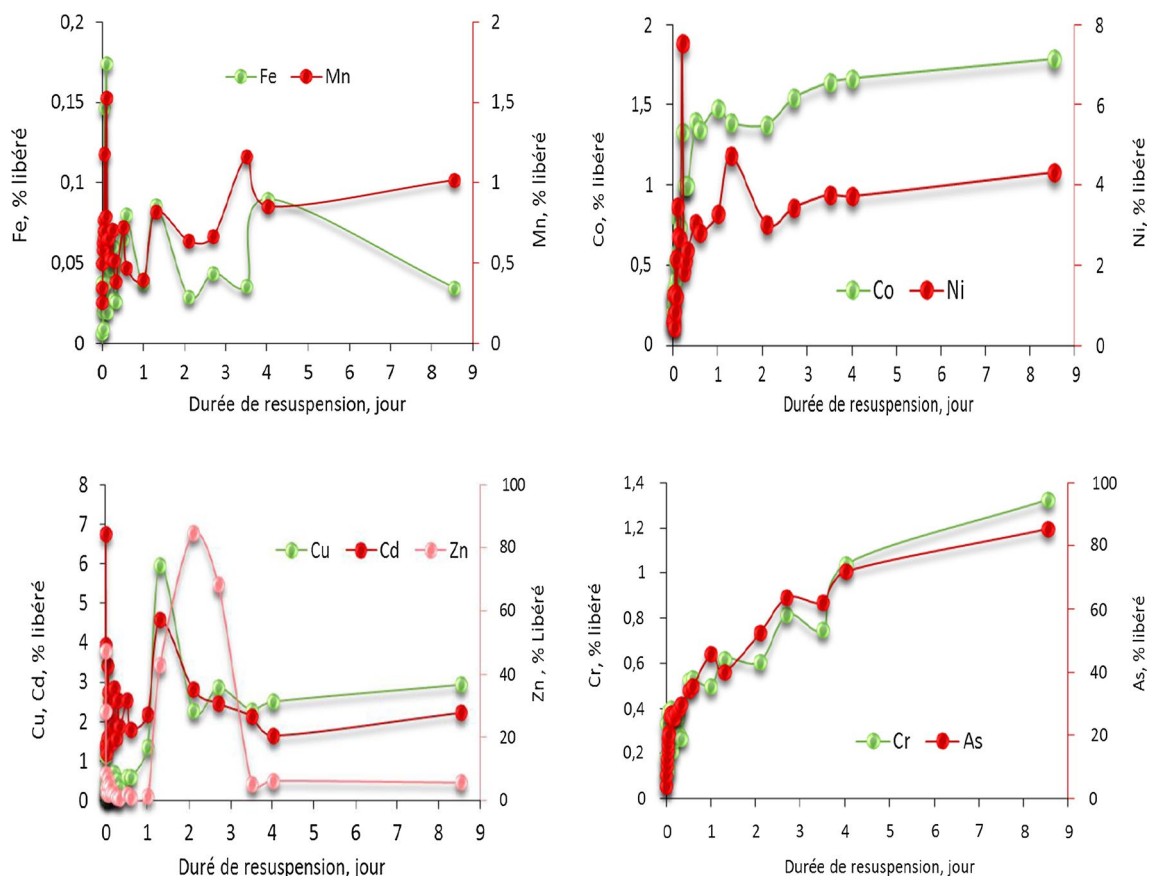 0,2
0,15
0,1
0,05
0
Fe, % libéré
Fe Mn
2
1,5
1
0,5
0
Mn, % libéré
0 1 2 3 4 5 6 7 8 9
Durée de resuspension, jour
2
1,5
1
0,5
0
Co, % libéré
Co Ni
8
6
4
2
0
Ni, % libéré
0 1 2 3 4 5 6 7 8 9
Durée de resuspension, jour
8
7
6
5
4
3
2
1
0
Cu, Cd, % libéré
Cu Cd Zn
100
80
60
40
20
0
Zn, % Libéré
0 1 2 3 4 5 6 7 8 9
Duré de resuspension, jour
1,4
1,2
1
0,8
0,6
0,4
0,2
0
Cr, % libéré
Cr As
100
80
60
40
20
0
As, % libéré
0 1 2 3 4 5 6 7 8 9
Durée de resuspension, jour